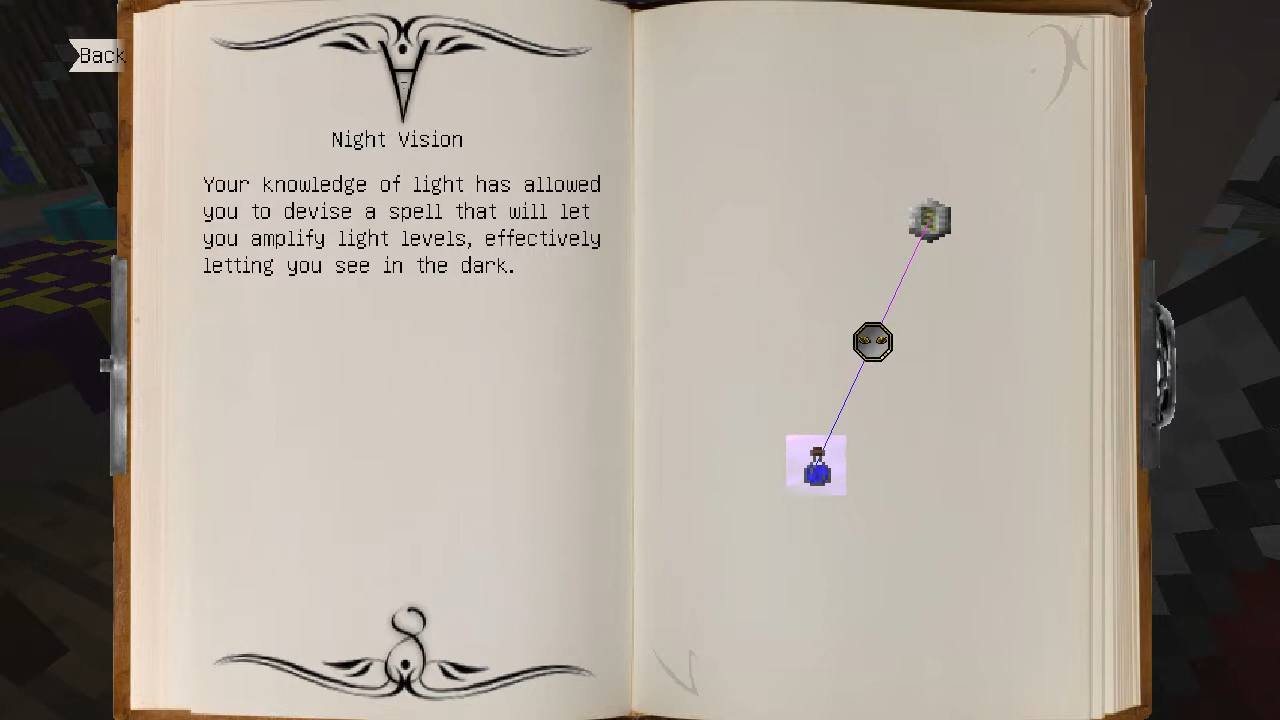 Back
Night Vision
Your knowledge of light has allowed
you to devise a spell that will let
you amplify light levels, effectively
letting you see in the dark.